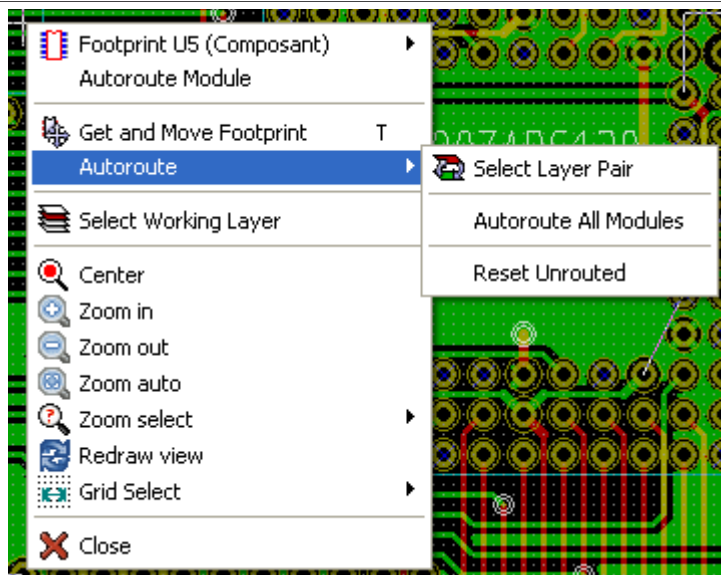 Footprint U5 (Composant)
Autoroute Module
Get and Move Footprint T
Autoroute
Select Layer Pair
Select Working Layer
Autoroute All Modules
Reset Unrouted
Center
Zoom in
Zoom out
Zoom auto
Zoom select
Redraw view
Grid Select
Close